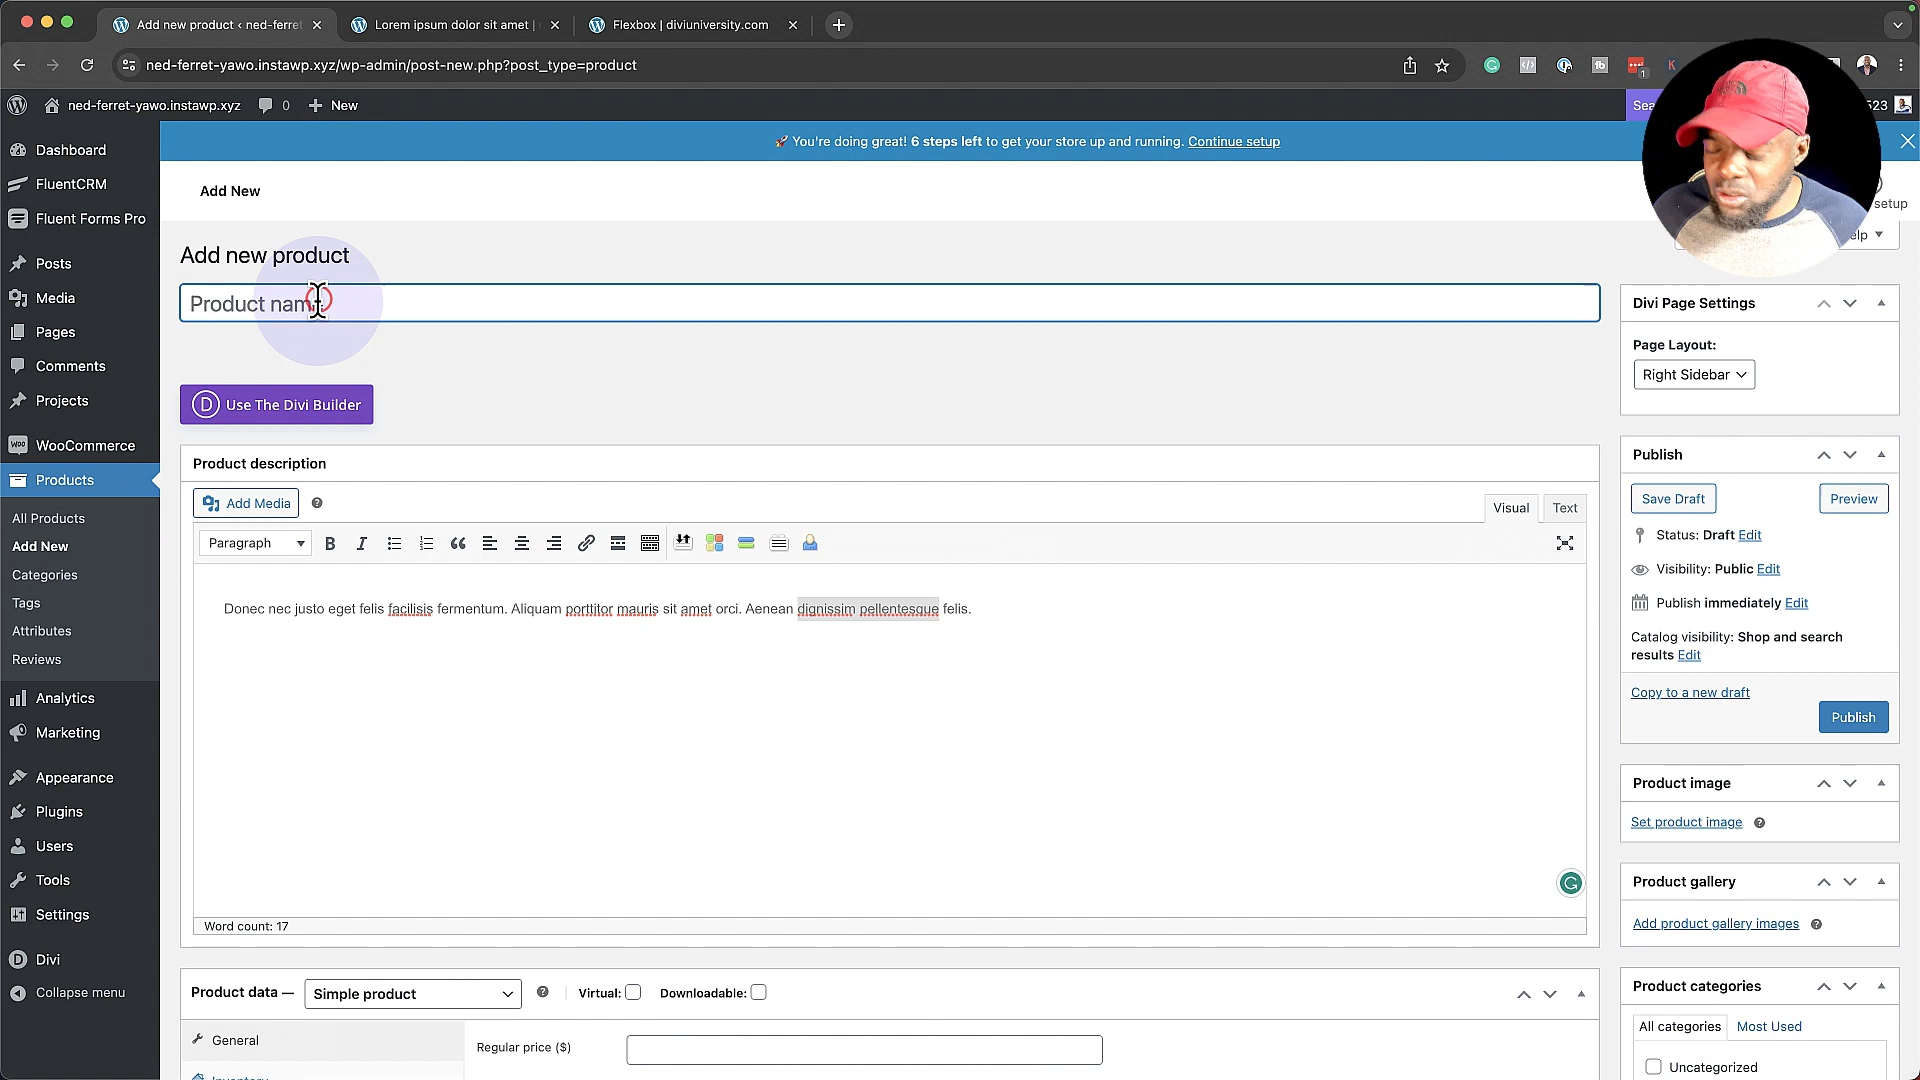 Add new product ‹ ned-ferret
Lorem ipsum dolor sit amet |
Flexbox | diviuniversity.com
ned-ferret-yawo.instawp.xyz/wp-admin/post-new.php?post_type=product
ned-ferret-yawo.instawp.xyz
0
New
523
🚀 You're doing great! 6 steps left to get your store up and running. Continue setup
Add New
setup
Dashboard
FluentCRM
Fluent Forms Pro
Posts
Media
Pages
Comments
Projects
WooCommerce
Products
All Products
Add New
Categories
Tags
Attributes
Reviews
Analytics
Marketing
Appearance
Plugins
Users
Tools
Settings
Divi
Collapse menu
Add new product
Product nam
Use The Divi Builder
Product description
Add Media
Visual
Text
Paragraph
Donec nec justo eget felis facilisis fermentum. Aliquam porttitor mauris sit amet orci. Aenean dignissim pellentesque felis.
Word count: 17
Product data —
Simple product
Virtual:
Downloadable:
General
Inventory
Regular price ($)
Divi Page Settings
Page Layout:
Right Sidebar
Publish
Save Draft
Preview
Status: Draft Edit
Visibility: Public Edit
Publish immediately Edit
Catalog visibility: Shop and search
results Edit
Copy to a new draft
Publish
Product image
Set product image
Product gallery
Add product gallery images
Product categories
All categories
Most Used
Uncategorized